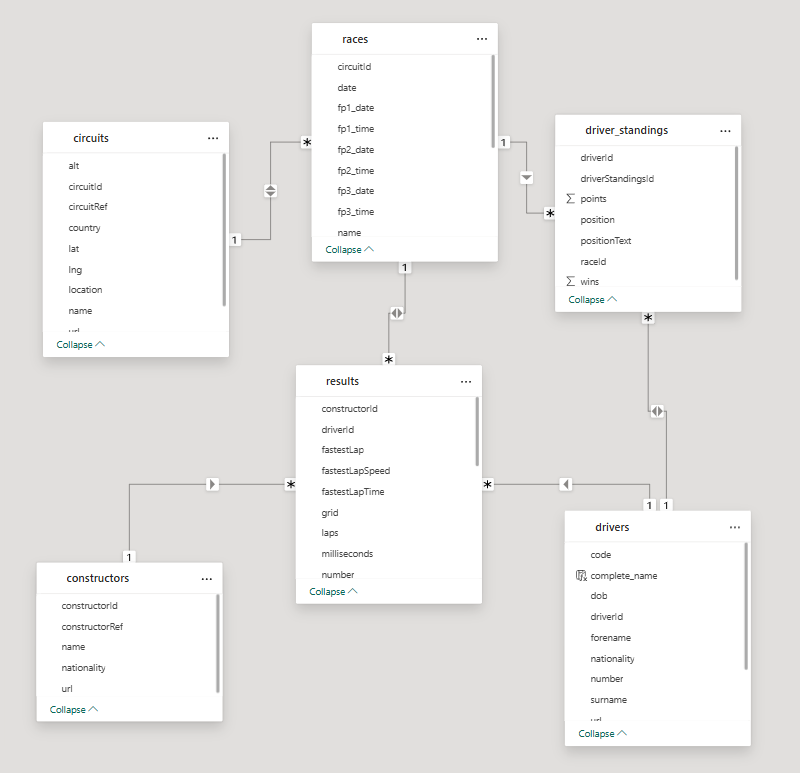 races
...
circuitId
date
fp1_date
fp1_time
fp2_date
fp2_time
fp3_date
fp3_time
name
Collapse
circuits
...
alt
circuitId
circuitRef
country
lat
lng
location
name
url
Collapse
driver_standings
...
driverId
driverStandingsId
∑ points
position
positionText
raceId
∑ wins
Collapse
*
1
1
*
1
*
*
results
...
constructorId
driverId
fastestLap
fastestLapSpeed
fastestLapTime
grid
laps
milliseconds
number
Collapse
*
*
1
1
1
constructors
...
constructorId
constructorRef
name
nationality
url
Collapse
drivers
...
code
complete_name
dob
driverId
forename
nationality
number
surname
url
Collapse